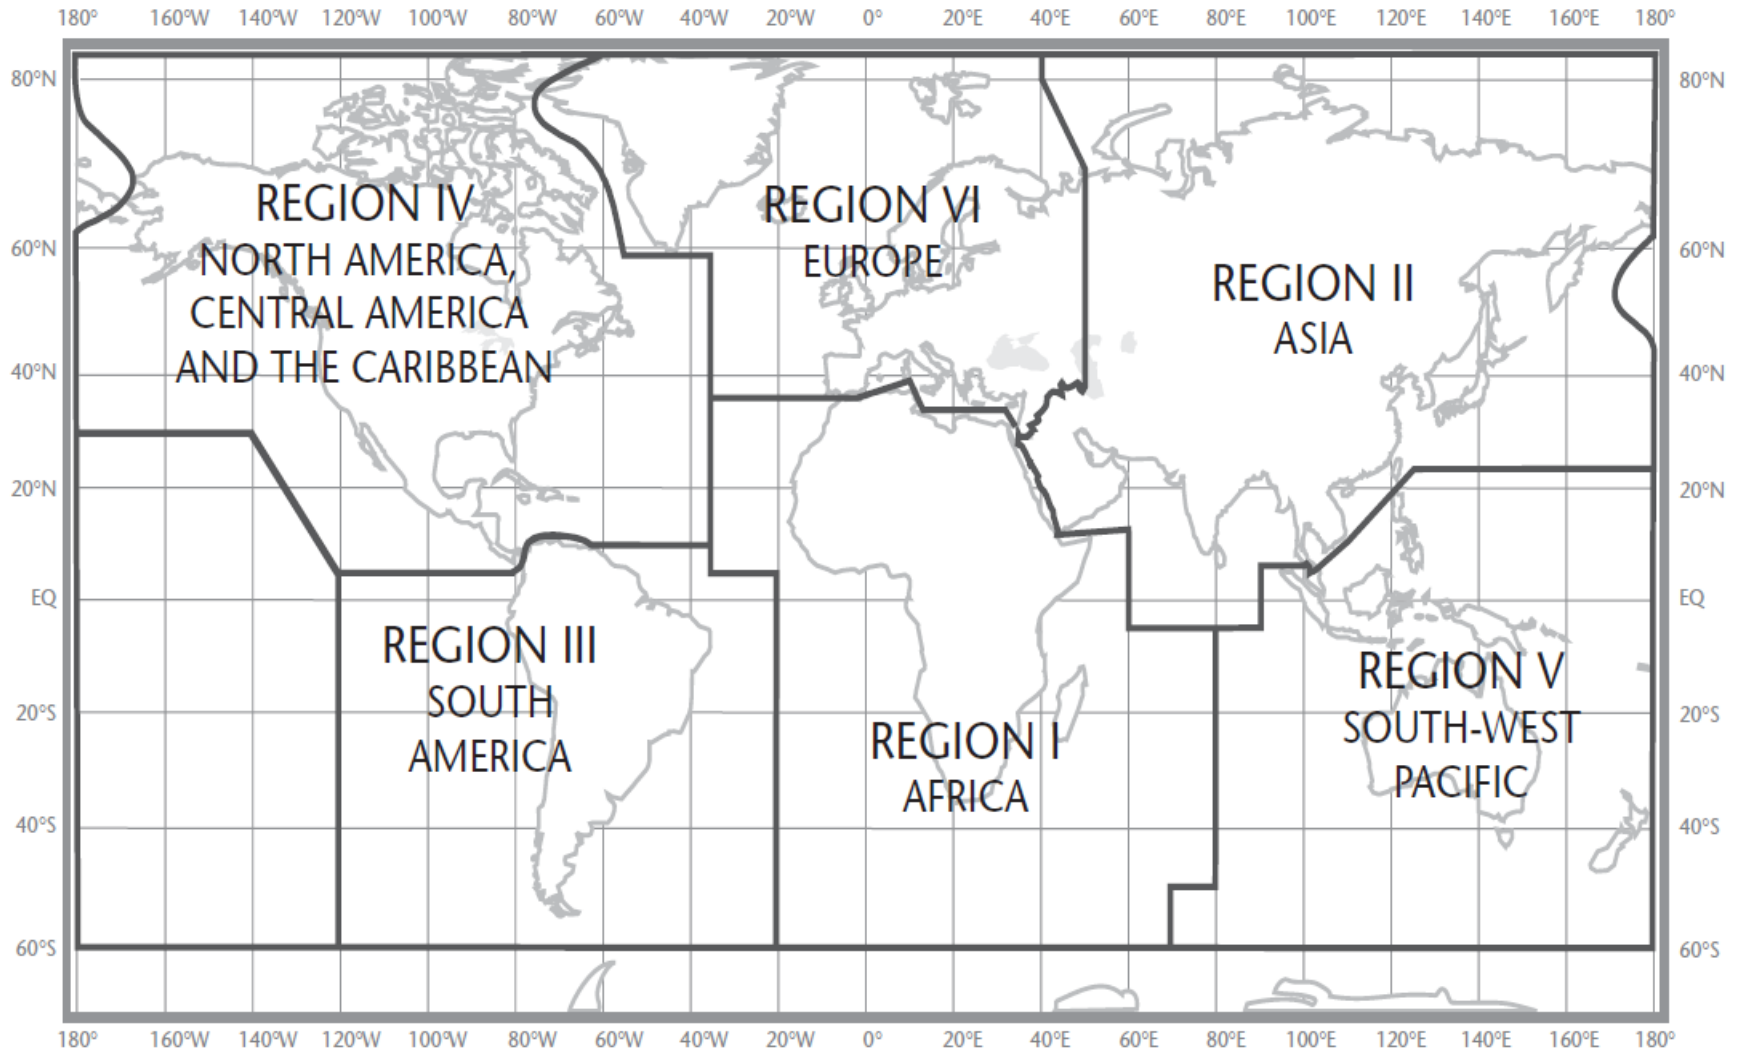 180° 160°W 140°W 120°W 100°W 80°W 60°W 40°W 20°W 0° 20°E 40°E 60°E 80°E 100°E 120°E 140°E 160°E 180°
80°N 80°N
REGION IV
NORTH AMERICA,
CENTRAL AMERICA
AND THE CARIBBEAN
REGION VI
EUROPE
REGION II
ASIA
60°N 60°N
40°N 40°N
20°N 20°N
EQ EQ
REGION III
SOUTH
AMERICA
REGION I
AFRICA
REGION V
SOUTH-WEST
PACIFIC
20°S 20°S
40°S 40°S
60°S 60°S
180° 160°W 140°W 120°W 100°W 80°W 60°W 40°W 20°W 0° 20°E 40°E 60°E 80°E 100°E 120°E 140°E 160°E 180°